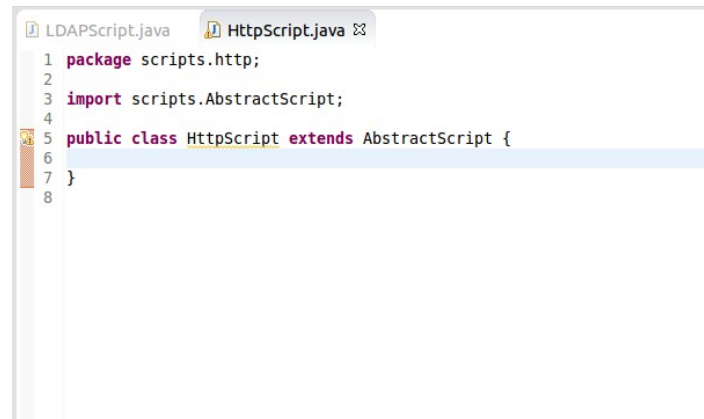 LDAPScript.java HttpScript.java
1 package scripts.http;
2
3 import scripts.AbstractScript;
4
5 public class HttpScript extends AbstractScript {
6
7 }
8